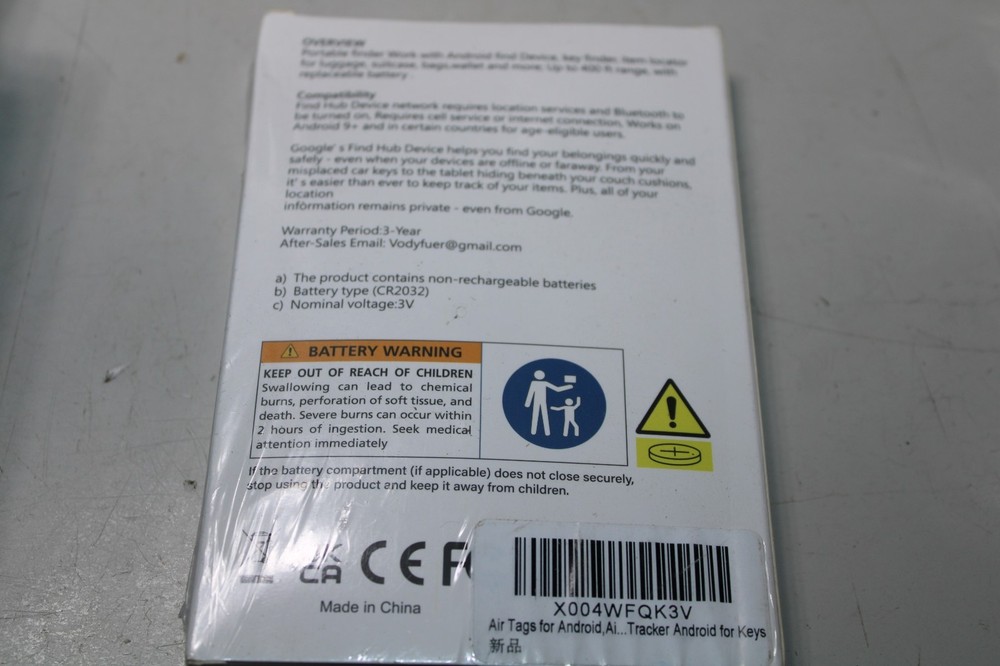 OVERVIEW
Portable finder Work with Android find Device, key finder, item locator
for luggage, suitcase, bags,wallet and more. Up to 400 ft range, with
replaceable battery .
Compatibility
Find Hub Device network requires location services and Bluetooth to
be turned on, Requires cell service or internet connection, Works on
Android 9+ and in certain countries for age-eligible users.
Google' s Find Hub Device helps you find your belongings quickly and
safely - even when your devices are offline or faraway. From your
misplaced car keys to the tablet hiding beneath your couch cushions,
it' s easier than ever to keep track of your items. Plus, all of your
location
information remains private - even from Google.
Warranty Period:3-Year
After-Sales Email: Vodyfuer@gmail.com
a) The product contains non-rechargeable batteries
b) Battery type (CR2032)
c) Nominal voltage:3V
BATTERY WARNING
KEEP OUT OF REACH OF CHILDREN
Swallowing can lead to chemical
burns, perforation of soft tissue, and
death. Severe burns can occur within
2 hours of ingestion. Seek medical
attention immediately
If the battery compartment (if applicable) does not close securely,
stop using the product and keep it away from children.
UK CA CE F
Made in China
X004WFQK3V
Air Tags for Android,Ai...Tracker Android for Keys
新品